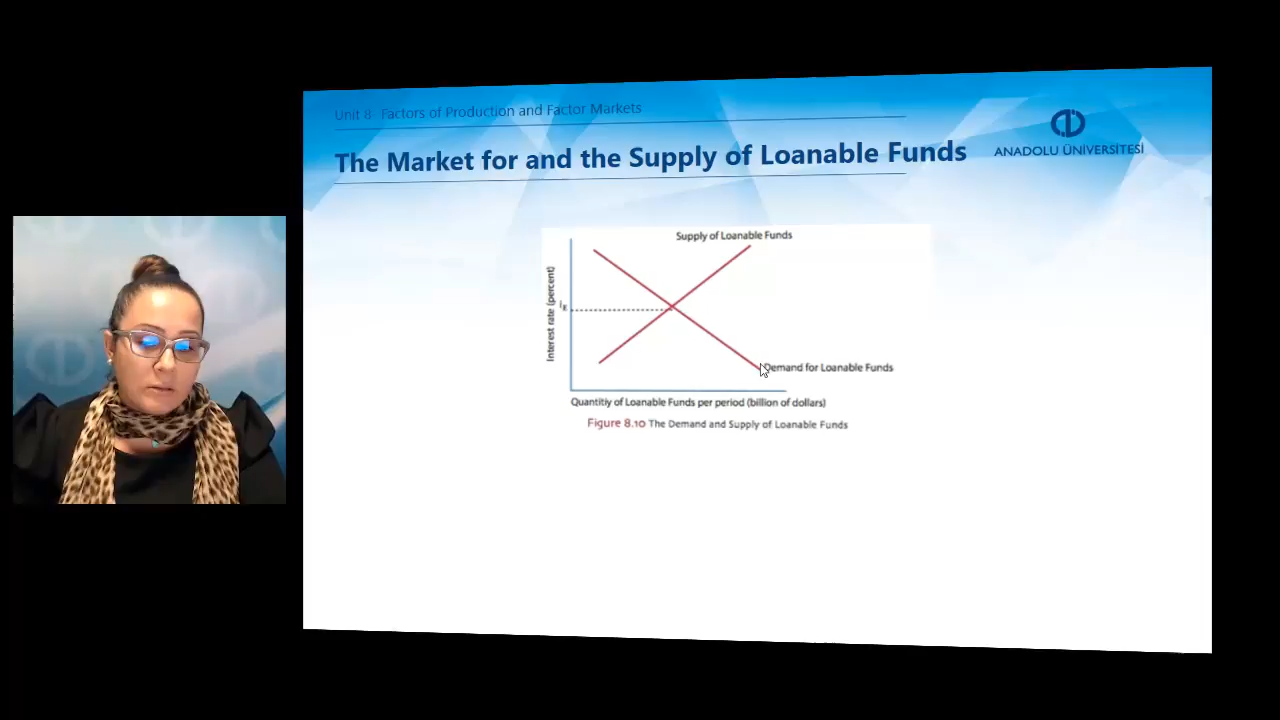 Unit 8- Factors of Production and Factor Markets
The Market for and the Supply of Loanable Funds
ANADOLU ÜNİVERSİTESİ
Supply of Loanable Funds
Interest rate (percent)
iE
Demand for Loanable Funds
Quantitiy of Loanable Funds per period (billion of dollars)
Figure 8.10 The Demand and Supply of Loanable Funds